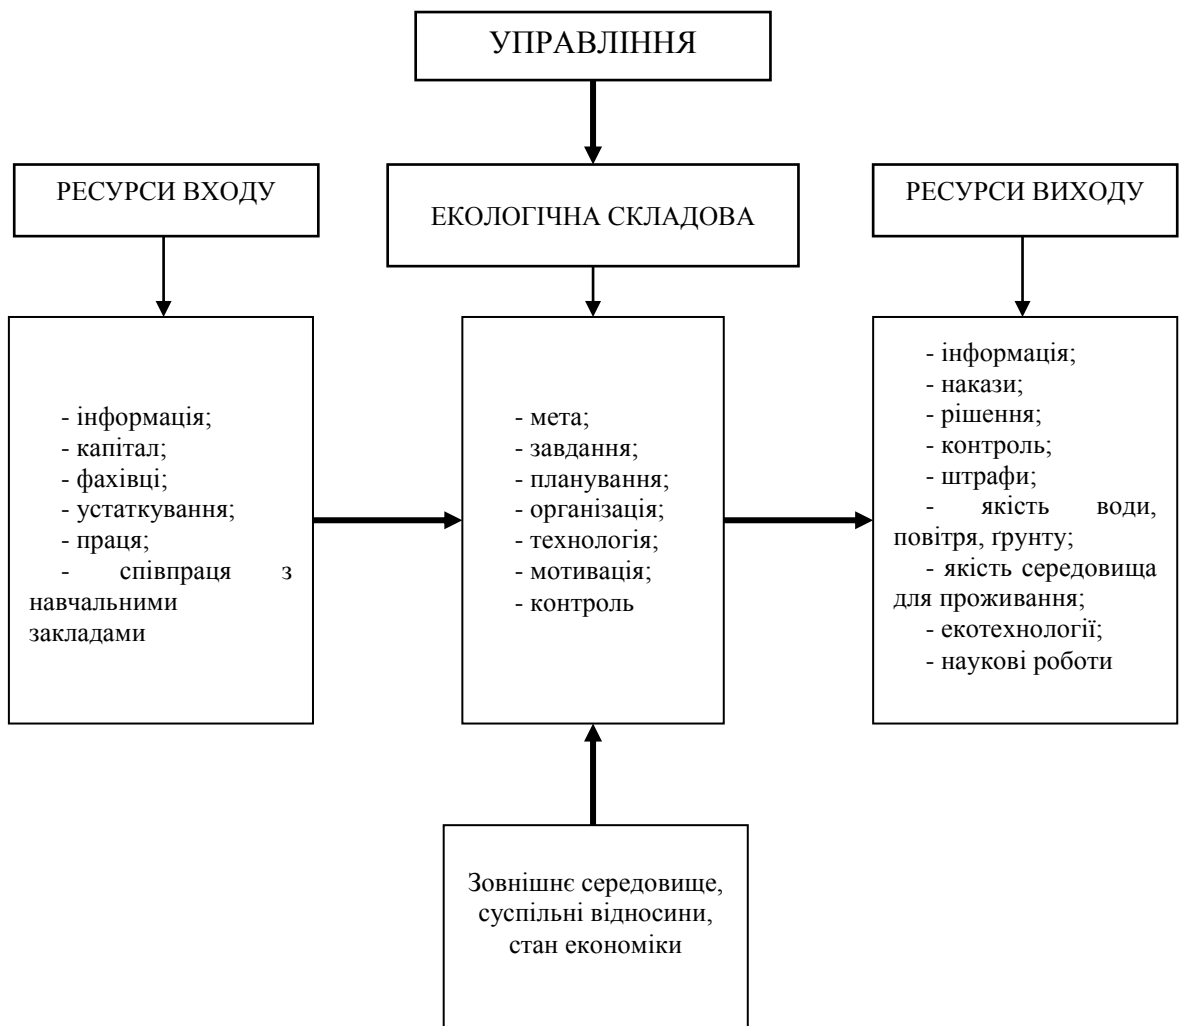 УПРАВЛІННЯ
РЕСУРСИ ВХОДУ
ЕКОЛОГІЧНА СКЛАДОВА
РЕСУРСИ ВИХОДУ
- інформація;
- капітал;
- фахівці;
- устаткування;
- праця;
- співпраця з
навчальними
закладами
- мета;
- завдання;
- планування;
- організація;
- технологія;
- мотивація;
- контроль
- інформація;
- накази;
- рішення;
- контроль;
- штрафи;
- якість води,
повітря, ґрунту;
- якість середовища
для проживання;
- екотехнології;
- наукові роботи
Зовнішнє середовище,
суспільні відносини,
стан економіки